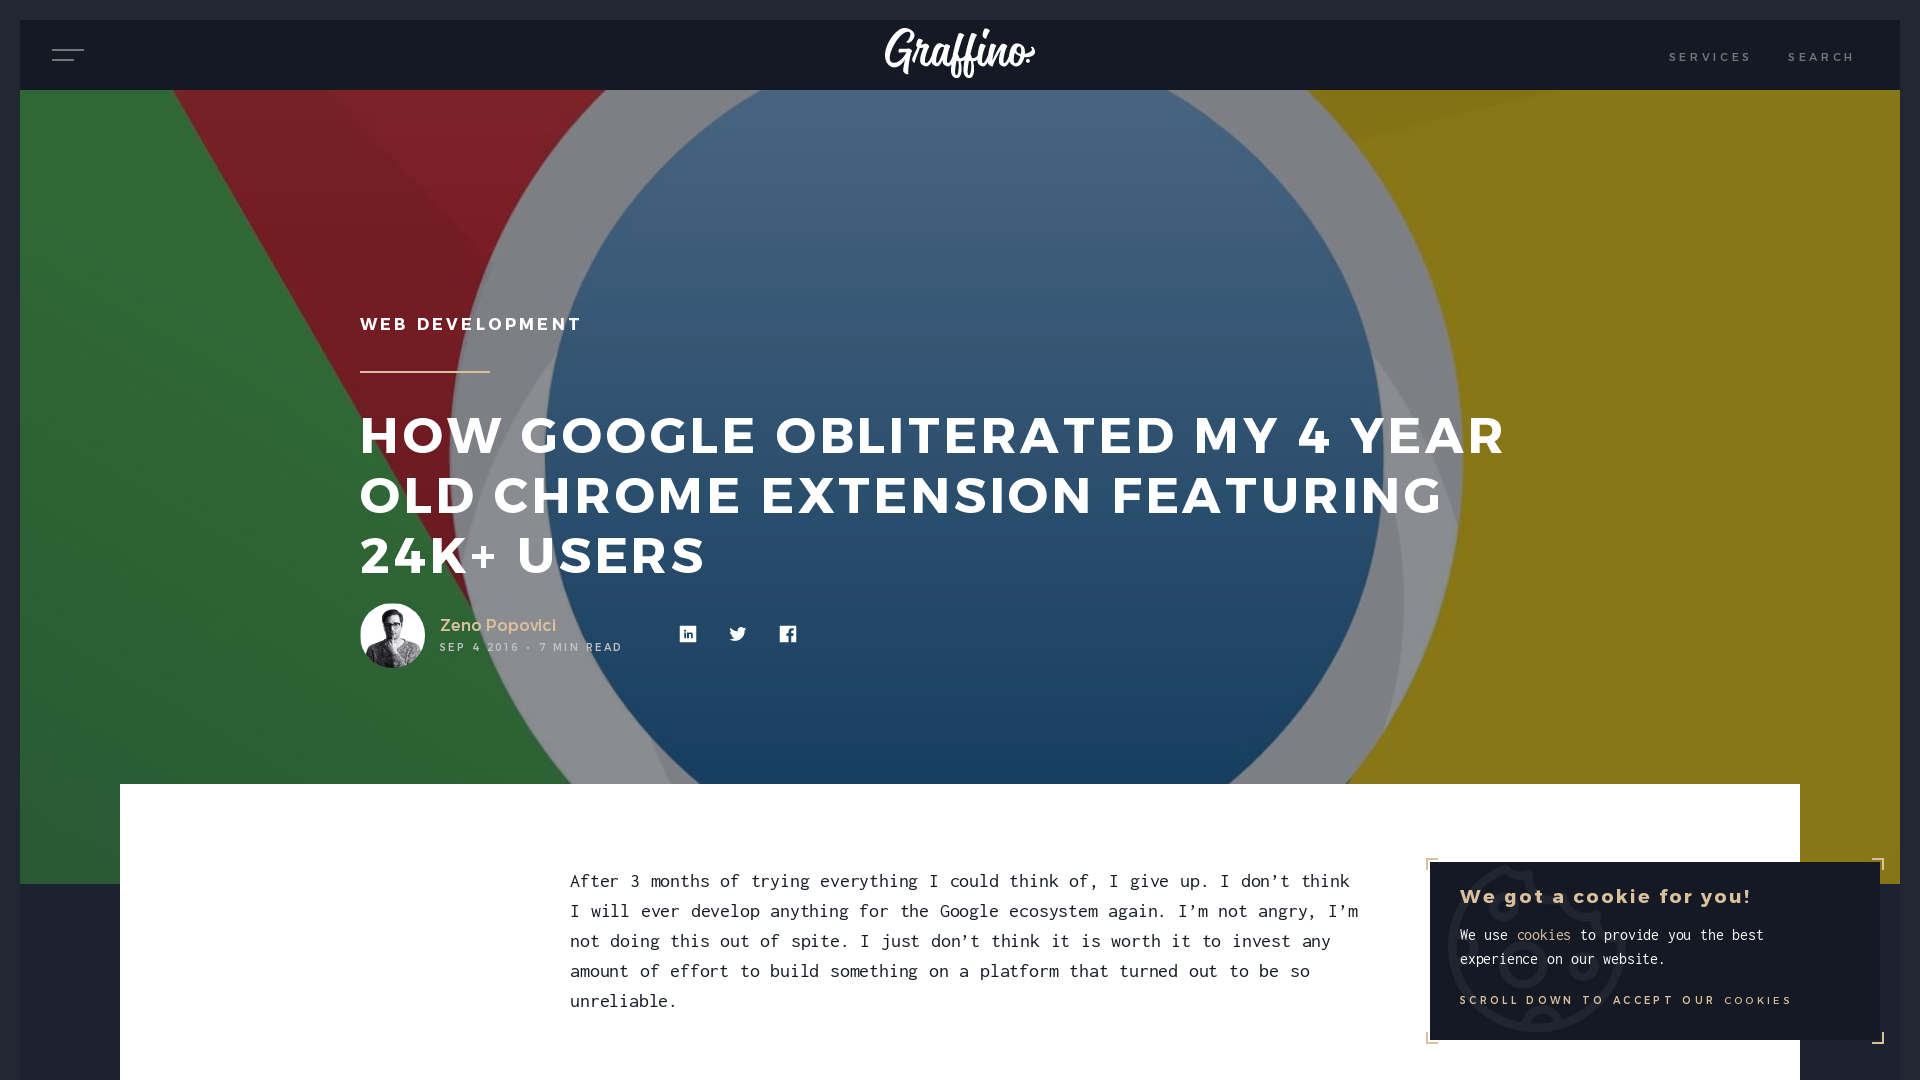 Graffino
SERVICES
SEARCH
WEB DEVELOPMENT
HOW GOOGLE OBLITERATED MY 4 YEAR
OLD CHROME EXTENSION FEATURING
24K+ USERS
Zeno Popovici
SEP 4 2016 • 7 MIN READ
After 3 months of trying everything I could think of, I give up. I don’t think
I will ever develop anything for the Google ecosystem again. I’m not angry, I’m
not doing this out of spite. I just don’t think it is worth it to invest any
amount of effort to build something on a platform that turned out to be so
unreliable.
We got a cookie for you!
We use cookies to provide you the best
experience on our website.
SCROLL DOWN TO ACCEPT OUR COOKIES